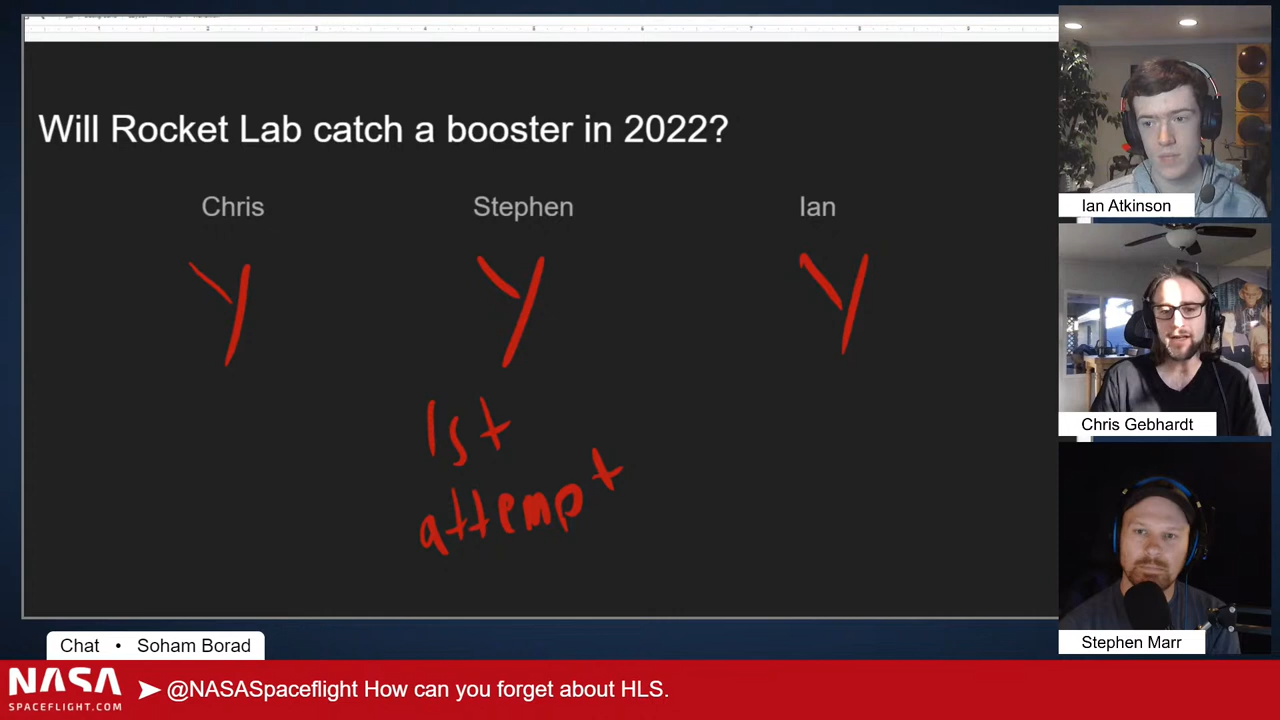 Will Rocket Lab catch a booster in 2022?
Chris
Stephen
Ian
Y
Y
Y
1st
attempt
Ian Atkinson
Chris Gebhardt
Stephen Marr
Chat • Soham Borad
NASA
SPACEFLIGHT.COM
@NASASpaceflight How can you forget about HLS.